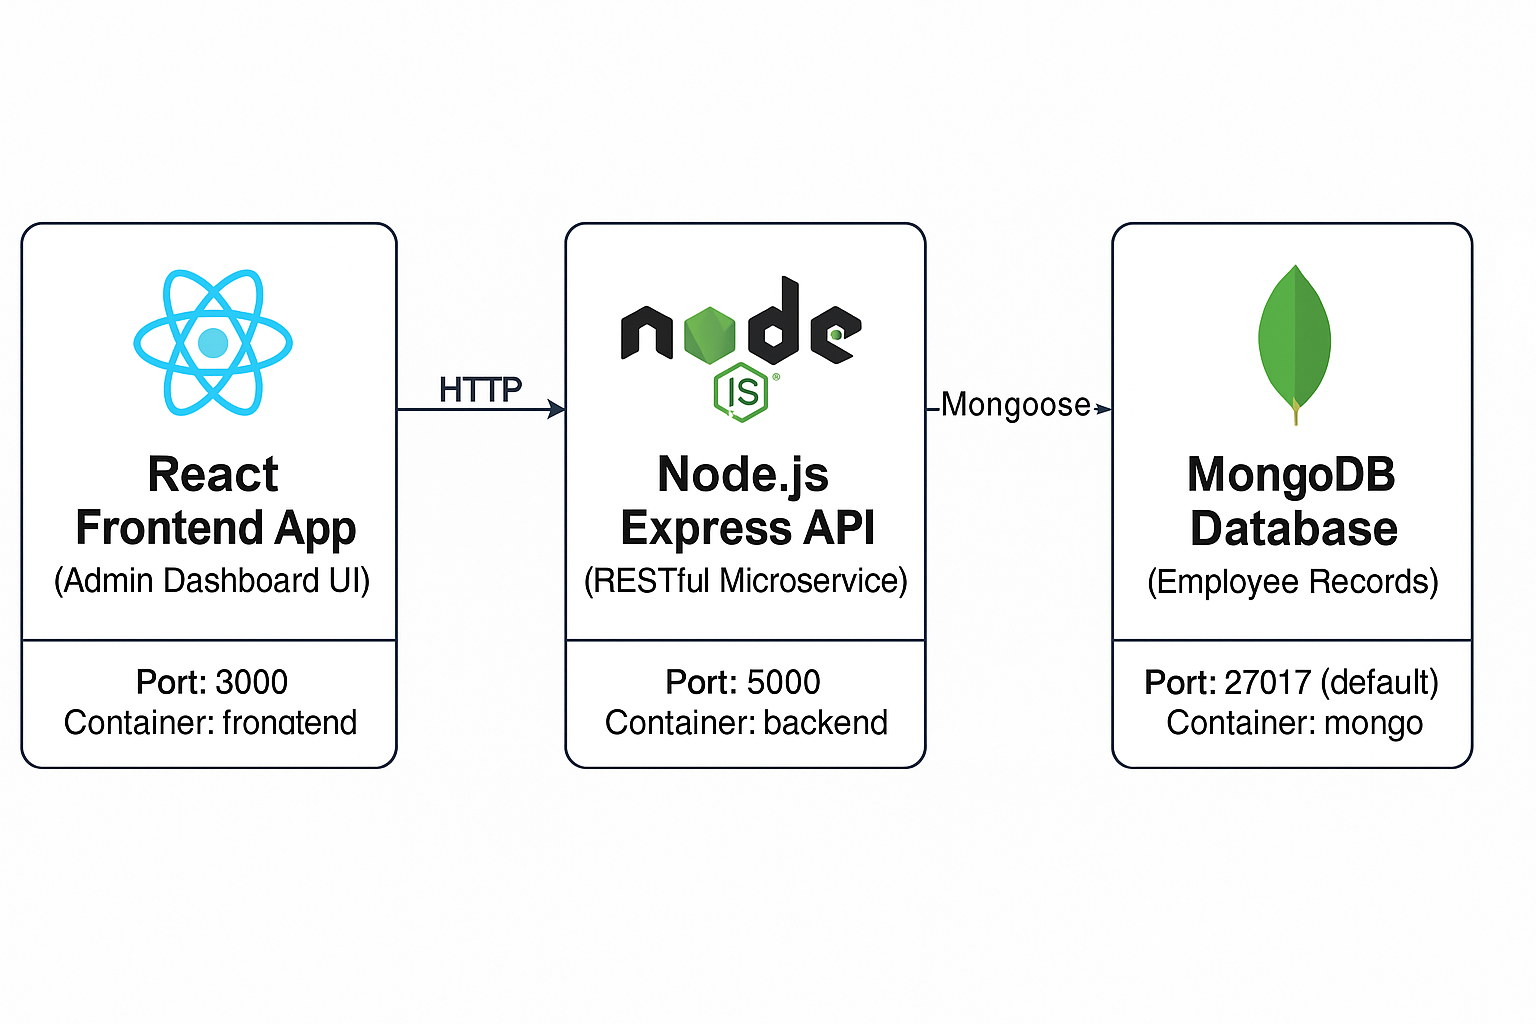 node
JS®
HTTP
Mongoose
React
Frontend App
(Admin Dashboard UI)
Port: 3000
Container: frondtend
Node.js
Express API
(RESTful Microservice)
Port: 5000
Container: backend
MongoDB
Database
(Employee Records)
Port: 27017 (default)
Container: mongo